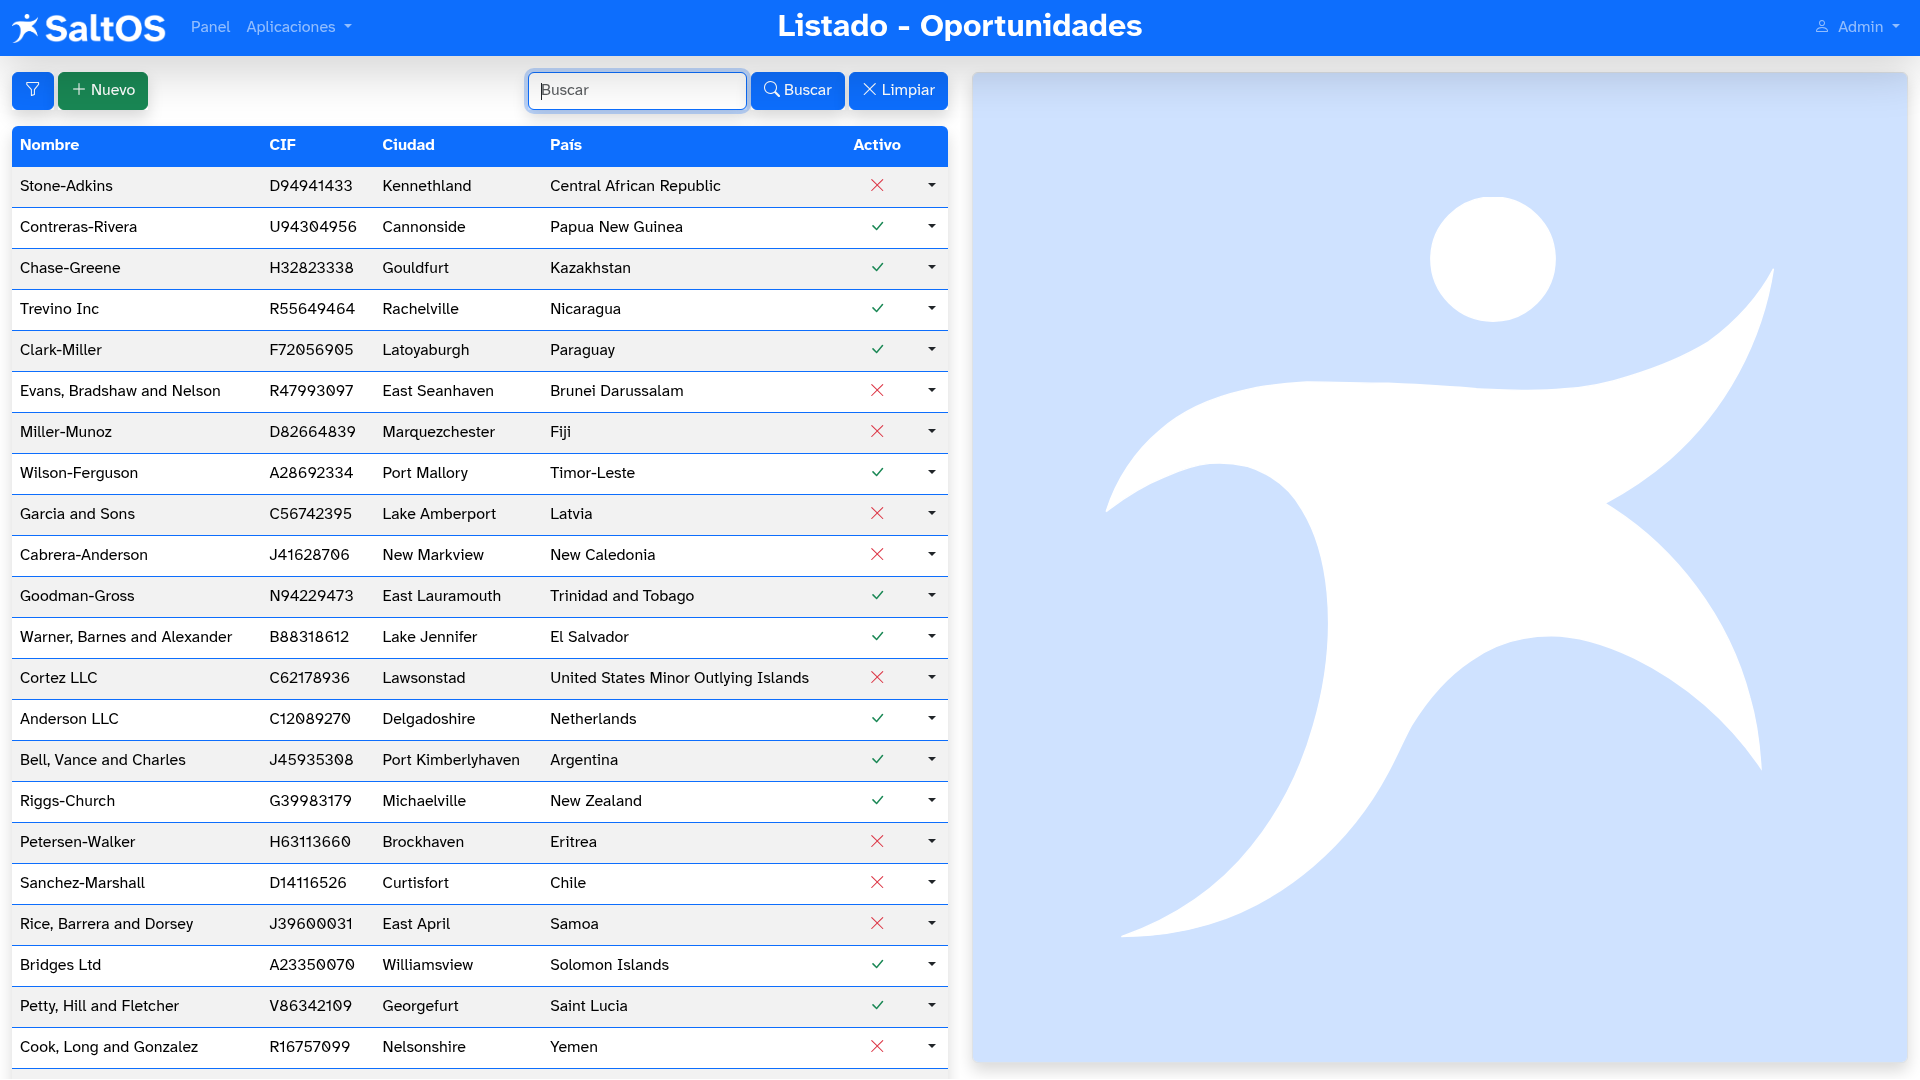 SaltOS Panel Aplicaciones Listado - Oportunidades Admin
Nuevo Buscar Buscar Limpiar
Nombre CIF Ciudad País Activo
Stone-Adkins D94941433 Kennethland Central African Republic
Contreras-Rivera U94304956 Cannonside Papua New Guinea
Chase-Greene H32823338 Gouldfurt Kazakhstan
Trevino Inc R55649464 Rachelville Nicaragua
Clark-Miller F72056905 Latoyaburgh Paraguay
Evans, Bradshaw and Nelson R47993097 East Seanhaven Brunei Darussalam
Miller-Munoz D82664839 Marquezchester Fiji
Wilson-Ferguson A28692334 Port Mallory Timor-Leste
Garcia and Sons C56742395 Lake Amberport Latvia
Cabrera-Anderson J41628706 New Markview New Caledonia
Goodman-Gross N94229473 East Lauramouth Trinidad and Tobago
Warner, Barnes and Alexander B88318612 Lake Jennifer El Salvador
Cortez LLC C62178936 Lawsonstad United States Minor Outlying Islands
Anderson LLC C12089270 Delgadoshire Netherlands
Bell, Vance and Charles J45935308 Port Kimberlyhaven Argentina
Riggs-Church G39983179 Michaelville New Zealand
Petersen-Walker H63113660 Brockhaven Eritrea
Sanchez-Marshall D14116526 Curtisfort Chile
Rice, Barrera and Dorsey J39600031 East April Samoa
Bridges Ltd A23350070 Williamsview Solomon Islands
Petty, Hill and Fletcher V86342109 Georgefurt Saint Lucia
Cook, Long and Gonzalez R16757099 Nelsonshire Yemen